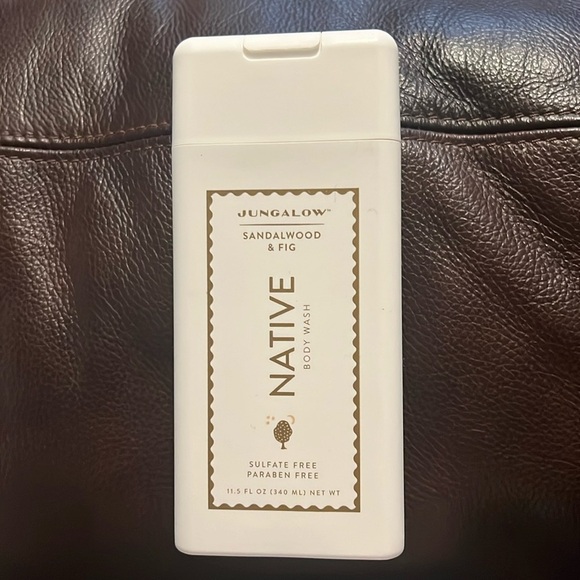 JUNGALOW™
SANDALWOOD
& FIG
NATIVE
BODY WASH
SULFATE FREE
PARABEN FREE
11.5 FL OZ (340 ML) NET WT